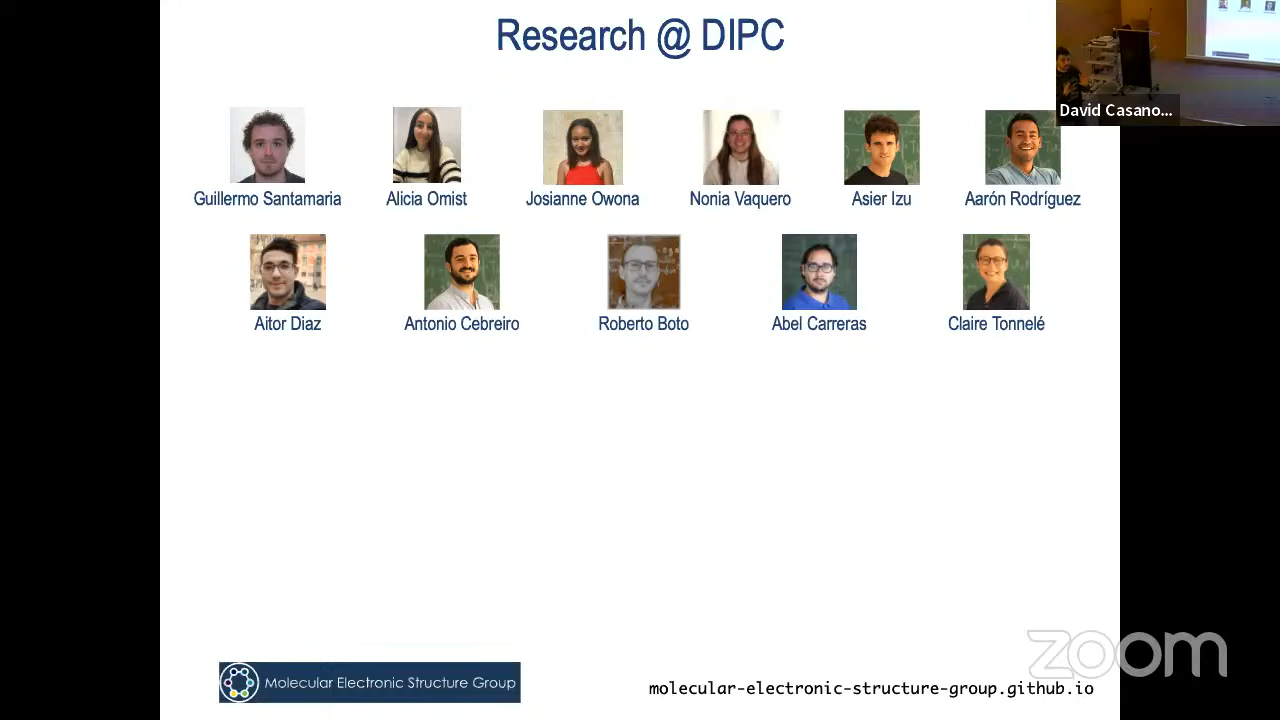 Research @ DIPC
David Casano...
Guillermo Santamaria
Alicia Omist
Josianne Owona
Nonia Vaquero
Asier Izu
Aarón Rodríguez
Aitor Diaz
Antonio Cebreiro
Roberto Boto
Abel Carreras
Claire Tonnelé
zoom
Molecular Electronic Structure Group
molecular-electronic-structure-group.github.io